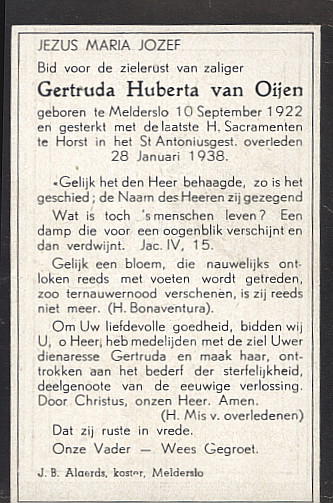 JEZUS MARIA JOZEF
Bid voor de zielerust van zaliger
Gertruda Huberta van Oijen
geboren te Melderslo 10 September 1922
en gesterkt met de laatste H. Sacramenten
te Horst in het St Antoniusgest. overleden
28 Januari 1938.
„Gelijk het den Heer behaagde, zo is het
geschied; de Naam des Heeren zij gezegend
Wat is toch 's menschen leven? Een
damp die voor een oogenblik verschijnt en
dan verdwijnt. Jac. IV, 15.
Gelijk een bloem, die nauwelijks ont-
loken reeds met voeten wordt getreden,
zoo ternauwernood verschenen, is zij reeds
niet meer. (H. Bonaventura).
Om Uw liefdevolle goedheid, bidden wij
U, o Heer, heb medelijden met de ziel Uwer
dienaresse Gertruda en maak haar, ont-
trokken aan het bederf der sterfelijkheid,
deelgenoote van de eeuwige verlossing.
Door Christus, onzen Heer. Amen.
(H. Mis v. overledenen)
Dat zij ruste in vrede.
Onze Vader — Wees Gegroet.
J. B. Alaerds, koster, Melderslo